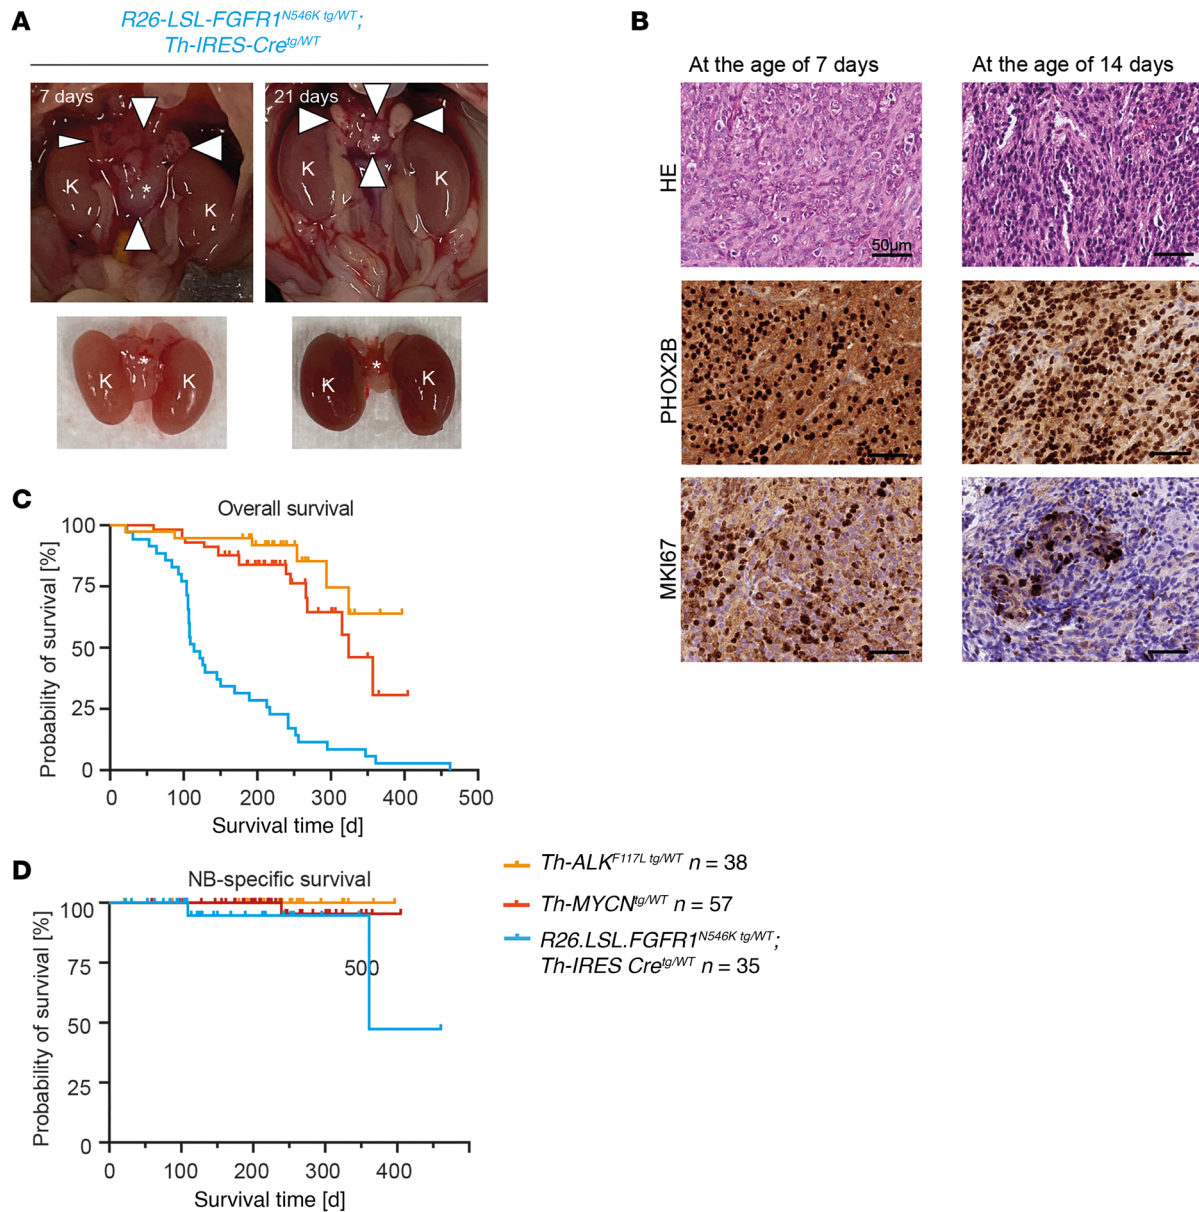 A
R26-LSL-FGFR1N546K tg/WT;
Th-IRES-Cretg/WT
7 days
K
*
K
21 days
*
K
K
v
*
K
K
*
K
K
B
At the age of 7 days
At the age of 14 days
HE
50µm
PHOX2B
MKI67
C
Overall survival
Probability of survival [%]
100
75
50
25
0
0 100 200 300 400 500
Survival time [d]
D
NB-specific survival
Probability of survival [%]
100
75
50
25
0
500
0 100 200 300 400
Survival time [d]
Th-ALKF117L tg/WT n = 38
Th-MYCNtg/WT n = 57
R26.LSL.FGFR1N546K tg/WT;
Th-IRES Cretg/WT n = 35